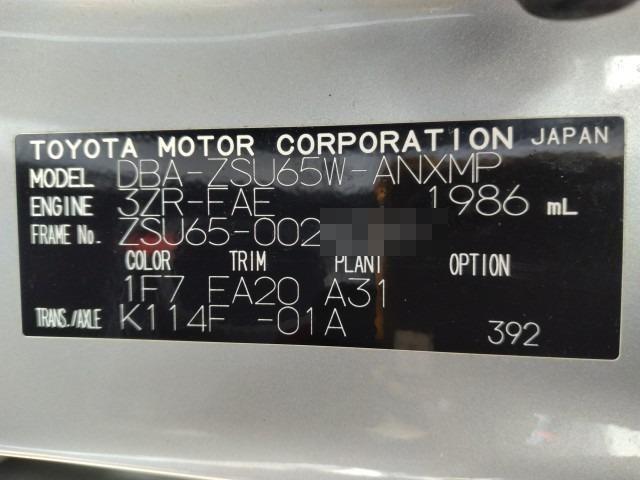 TOYOTA MOTOR CORPORATION JAPAN
MODEL DBA-ZSU65W-ANXMP
ENGINE 3ZR-FAE 1986 mL
FRAME No. ZSU65-002
COLOR TRIM PLANT OPTION
1F7 FA20 A31
TRANS./AXLE K114F -01A 392